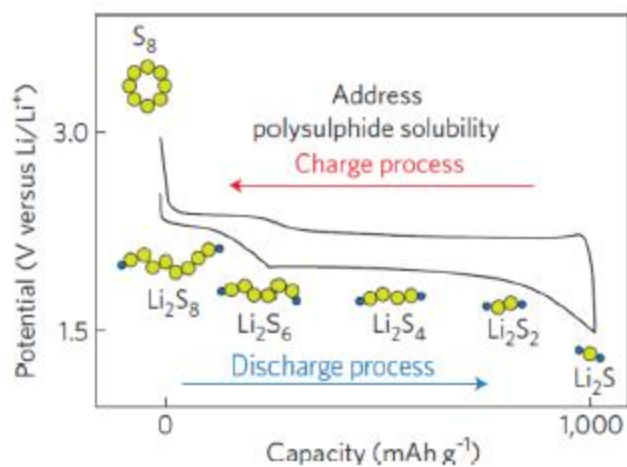 S₈
Address
polysulphide solubility
Charge process
3.0
Potential (V versus Li/Li⁺)
Li₂S₈
Li₂S₆
Li₂S₄
Li₂S₂
1.5
Li₂S
Discharge process
0
1,000
Capacity (mAh g⁻¹)